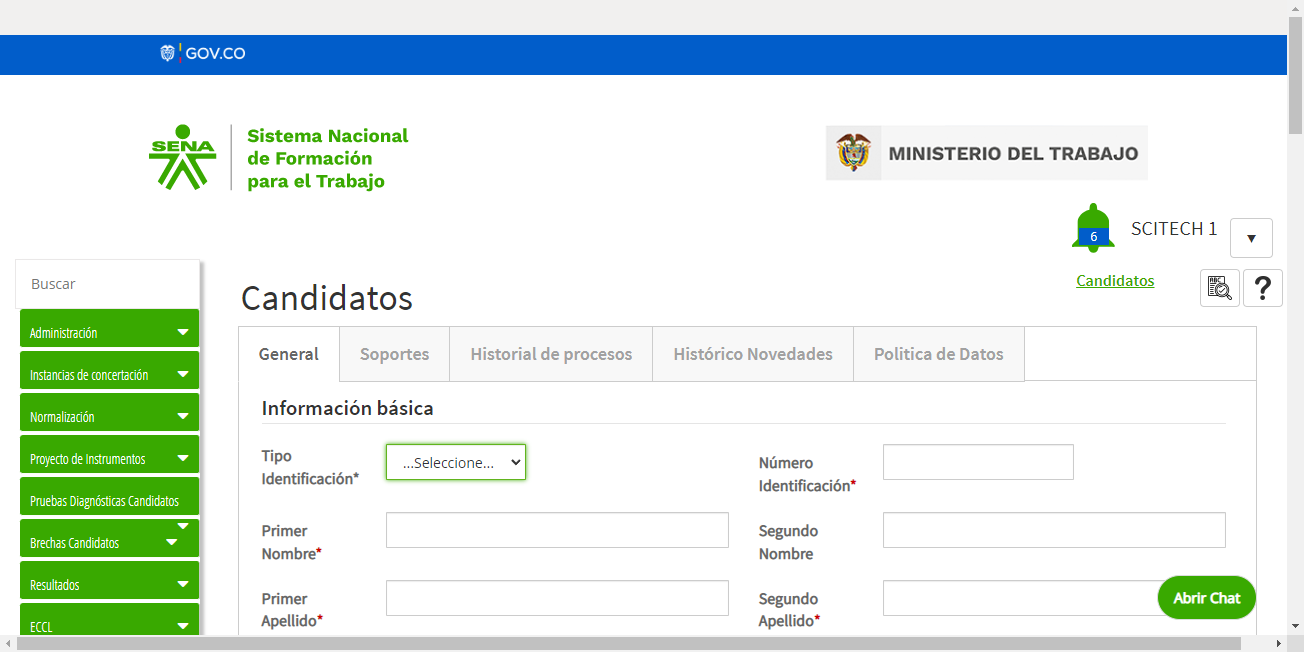 GOV.CO
SENA
Sistema Nacional
de Formación
para el Trabajo
MINISTERIO DEL TRABAJO
6
SCITECH 1
Candidatos
ABC
?
Buscar
Administración
Instancias de concertación
Normalización
Proyecto de Instrumentos
Pruebas Diagnósticas Candidatos
Brechas Candidatos
Resultados
ECCL
Candidatos
General
Soportes
Historial de procesos
Histórico Novedades
Politica de Datos
Información básica
Tipo
Identificación*
...Seleccione...
Número
Identificación*
Primer
Nombre*
Segundo
Nombre
Primer
Apellido*
Segundo
Apellido*
Abrir Chat